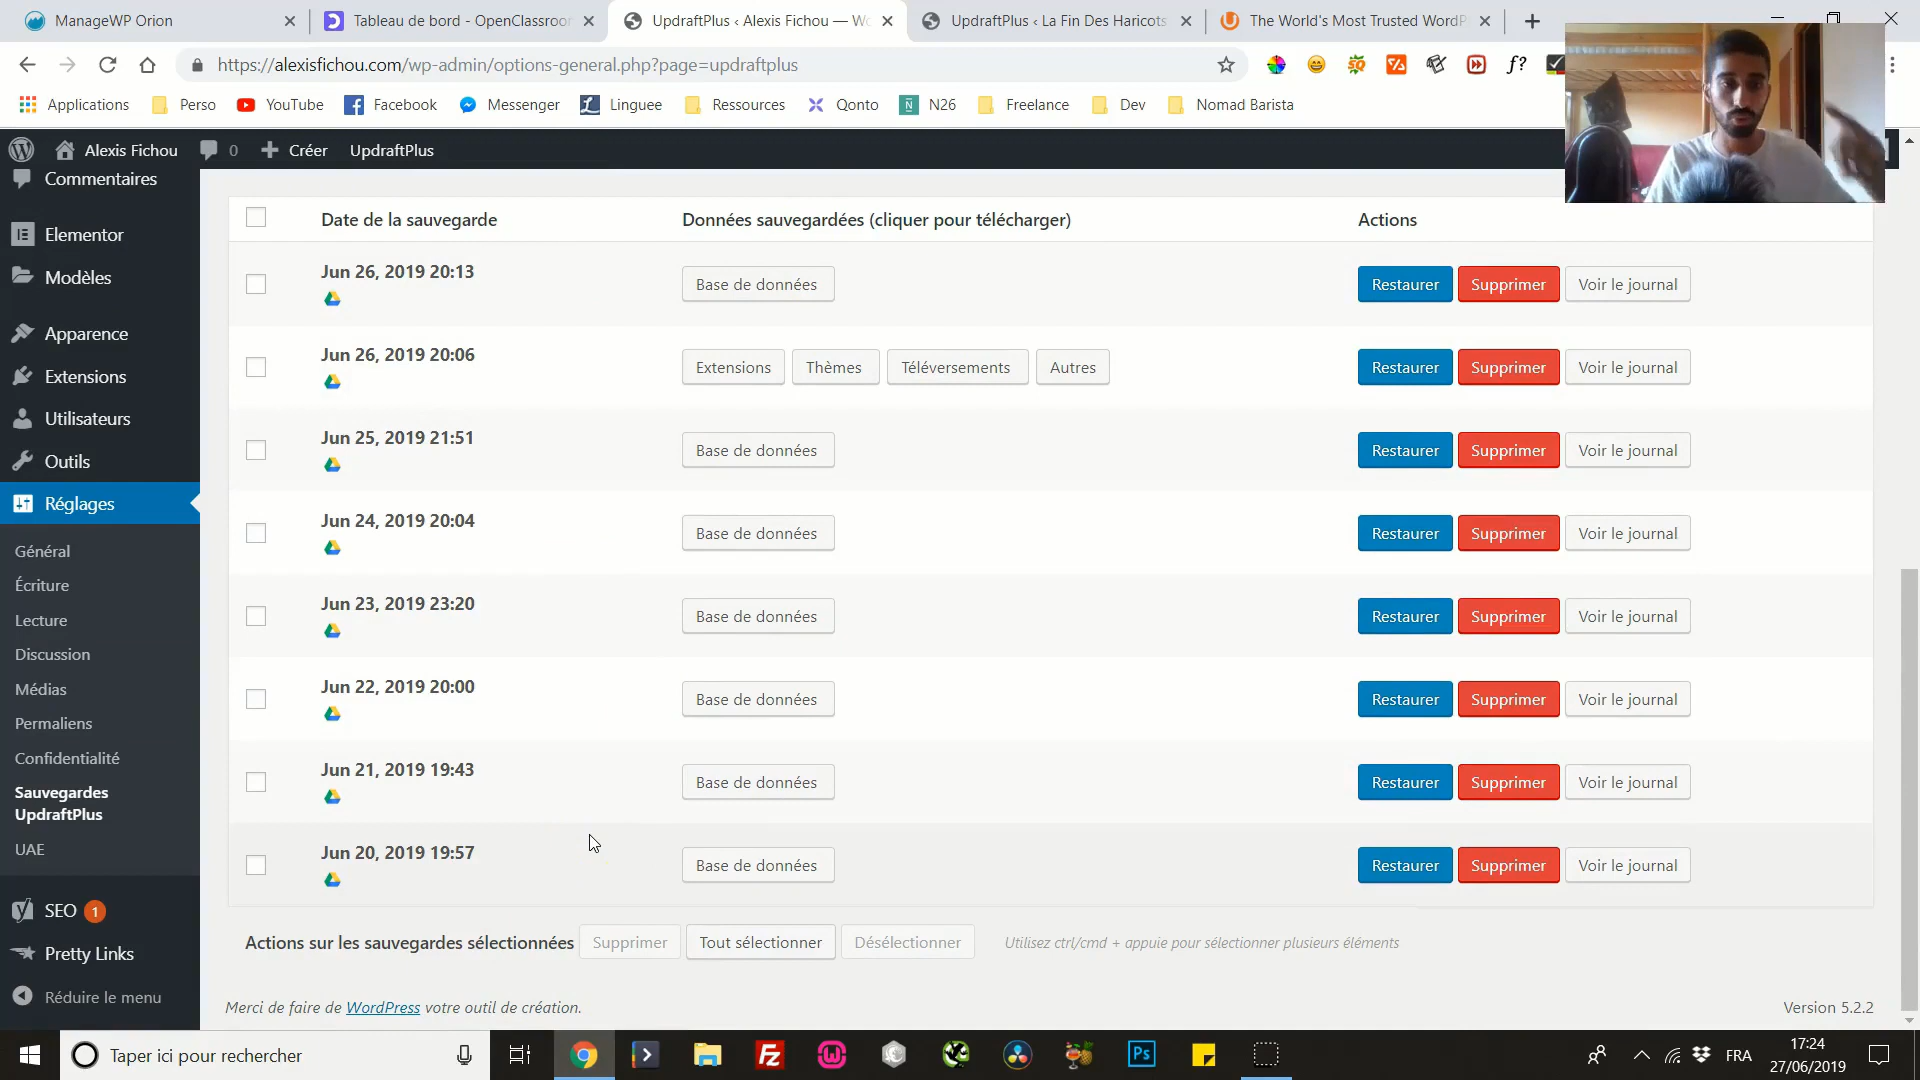 ManageWP Orion
Tableau de bord - OpenClassroo
UpdraftPlus ‹ Alexis Fichou — Wo
UpdraftPlus ‹ La Fin Des Haricots
The World's Most Trusted WordP
https://alexisfichou.com/wp-admin/options-general.php?page=updraftplus
Applications Perso YouTube Facebook Messenger Linguee Ressources Qonto N26 Freelance Dev Nomad Barista
Alexis Fichou 0 Créer UpdraftPlus
Commentaires
Elementor
Modèles
Apparence
Extensions
Utilisateurs
Outils
Réglages
Général
Écriture
Lecture
Discussion
Médias
Permaliens
Confidentialité
Sauvegardes
UpdraftPlus
UAE
SEO 1
Pretty Links
Réduire le menu
Date de la sauvegarde Données sauvegardées (cliquer pour télécharger) Actions
Jun 26, 2019 20:13 Base de données Restaurer Supprimer Voir le journal
Jun 26, 2019 20:06 Extensions Thèmes Téléversements Autres Restaurer Supprimer Voir le journal
Jun 25, 2019 21:51 Base de données Restaurer Supprimer Voir le journal
Jun 24, 2019 20:04 Base de données Restaurer Supprimer Voir le journal
Jun 23, 2019 23:20 Base de données Restaurer Supprimer Voir le journal
Jun 22, 2019 20:00 Base de données Restaurer Supprimer Voir le journal
Jun 21, 2019 19:43 Base de données Restaurer Supprimer Voir le journal
Jun 20, 2019 19:57 Base de données Restaurer Supprimer Voir le journal
Actions sur les sauvegardes sélectionnées Supprimer Tout sélectionner Désélectionner Utilisez ctrl/cmd + appuie pour sélectionner plusieurs éléments
Merci de faire de WordPress votre outil de création. Version 5.2.2
Taper ici pour rechercher
FRA
17:24
27/06/2019